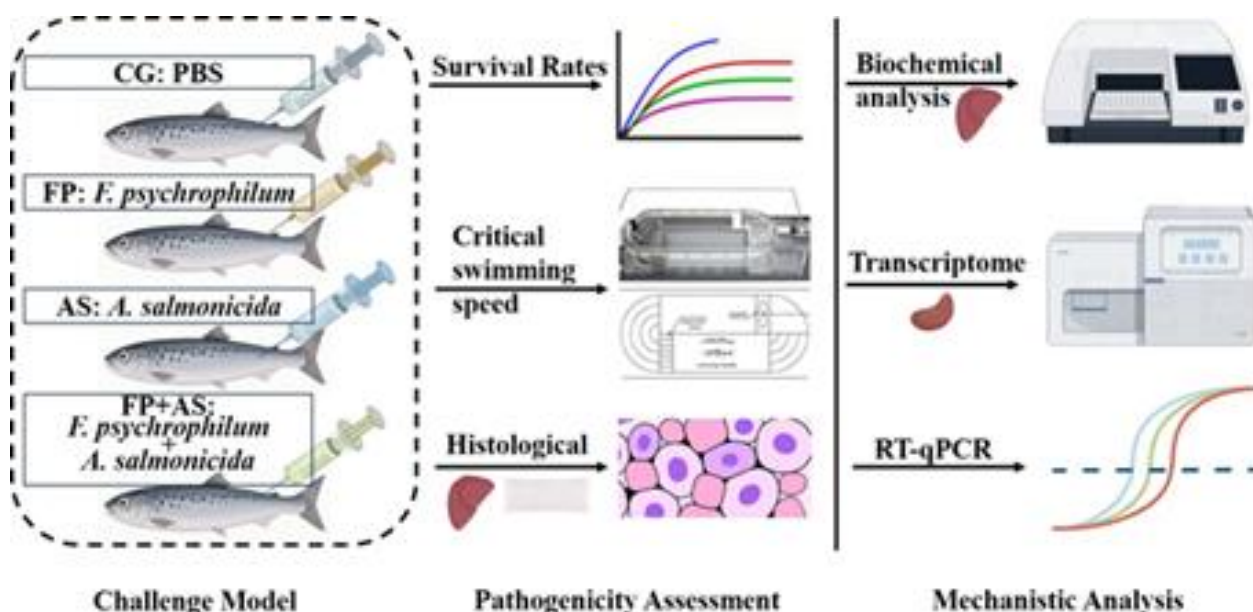 CG: PBS
FP: F. psychrophilum
AS: A. salmonicida
FP+AS:
F. psychrophilum
+
A. salmonicida
Challenge Model
Survival Rates
Critical
swimming
speed
Histological
Pathogenicity Assessment
Biochemical
analysis
Transcriptome
RT-qPCR
Mechanistic Analysis